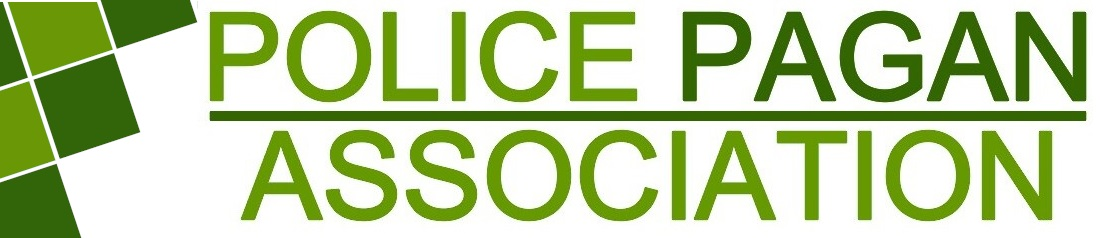 POLICE PAGAN
ASSOCIATION